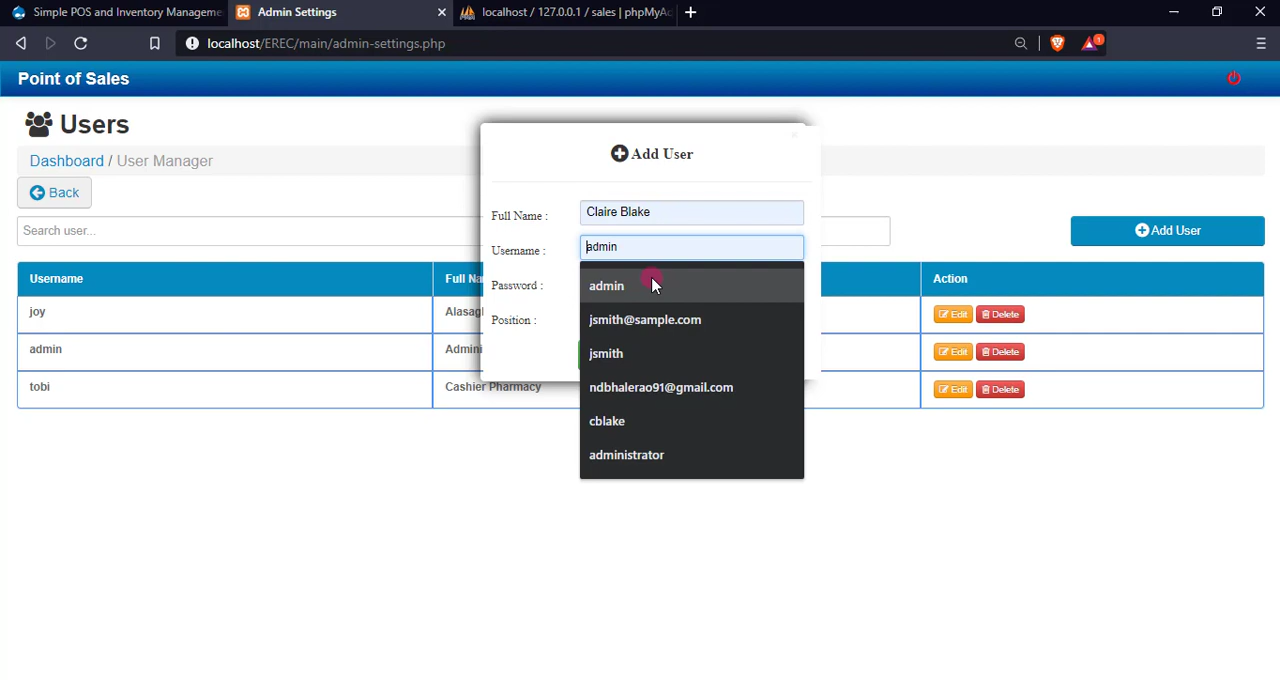 Simple POS and Inventory Manageme
Admin Settings
localhost / 127.0.0.1 / sales | phpMyAd
localhost/EREC/main/admin-settings.php
1
Point of Sales
Users
Dashboard / User Manager
Back
Search user...
Add User
Username
Full Na
Action
joy
Alasag
Edit
Delete
admin
Admini
Edit
Delete
tobi
Cashier Pharmacy
Edit
Delete
Add User
Full Name :
Claire Blake
Username :
admin
Password :
Position :
admin
jsmith@sample.com
jsmith
ndbhalerao91@gmail.com
cblake
administrator